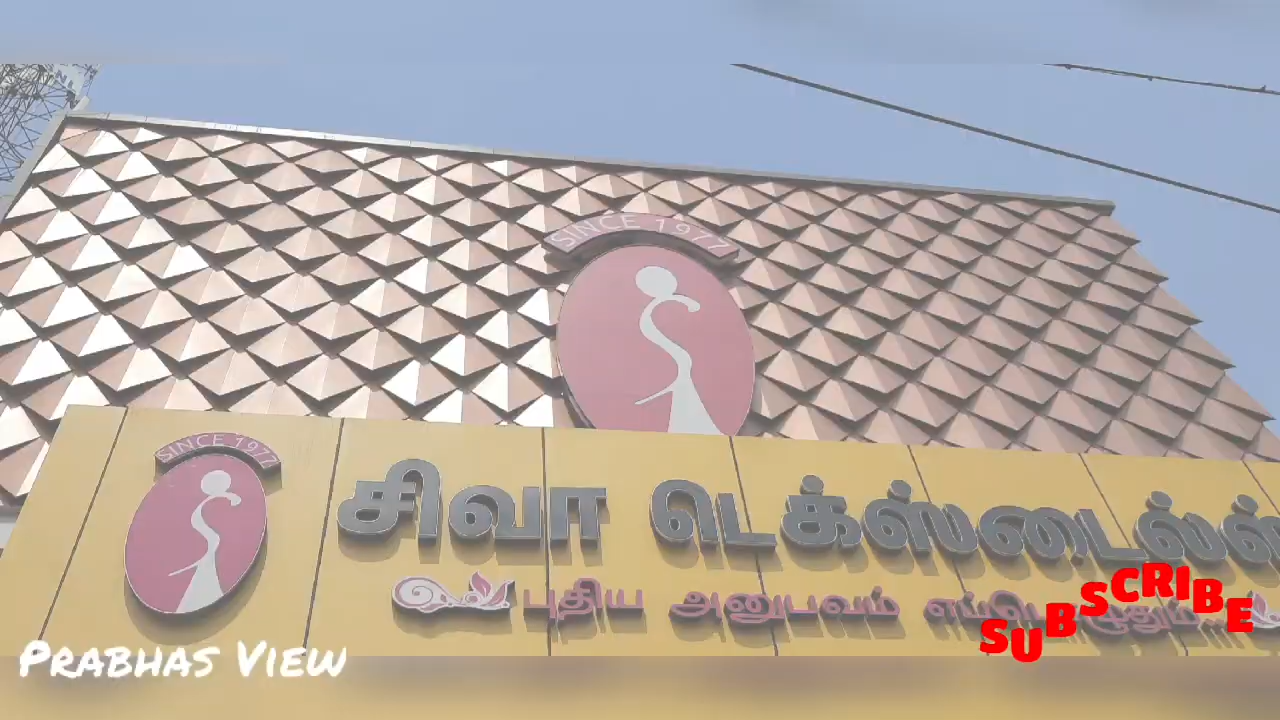 SINCE 1977
SINCE 1977
சிவா டெக்ஸ்டைல்ஸ்
புதிய அனுபவம்
SUBSCRIBE
PRABHAS VIEW